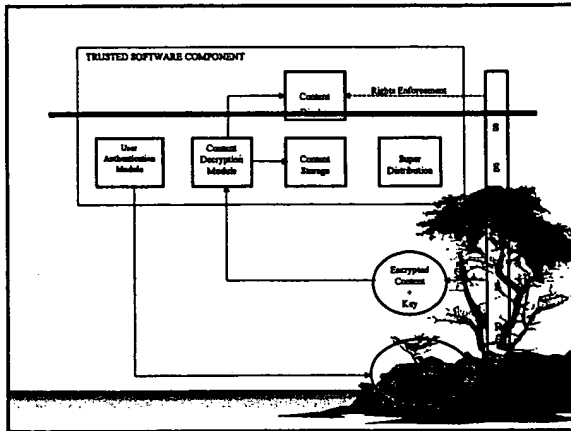 TRUSTED SOFTWARE COMPONENT
Content
Rights Enforcement
User
Authentication
Module
Content
Decryption
Module
Content
Storage
Super
Distribution
S
E
Encrypted
Content
+
Key